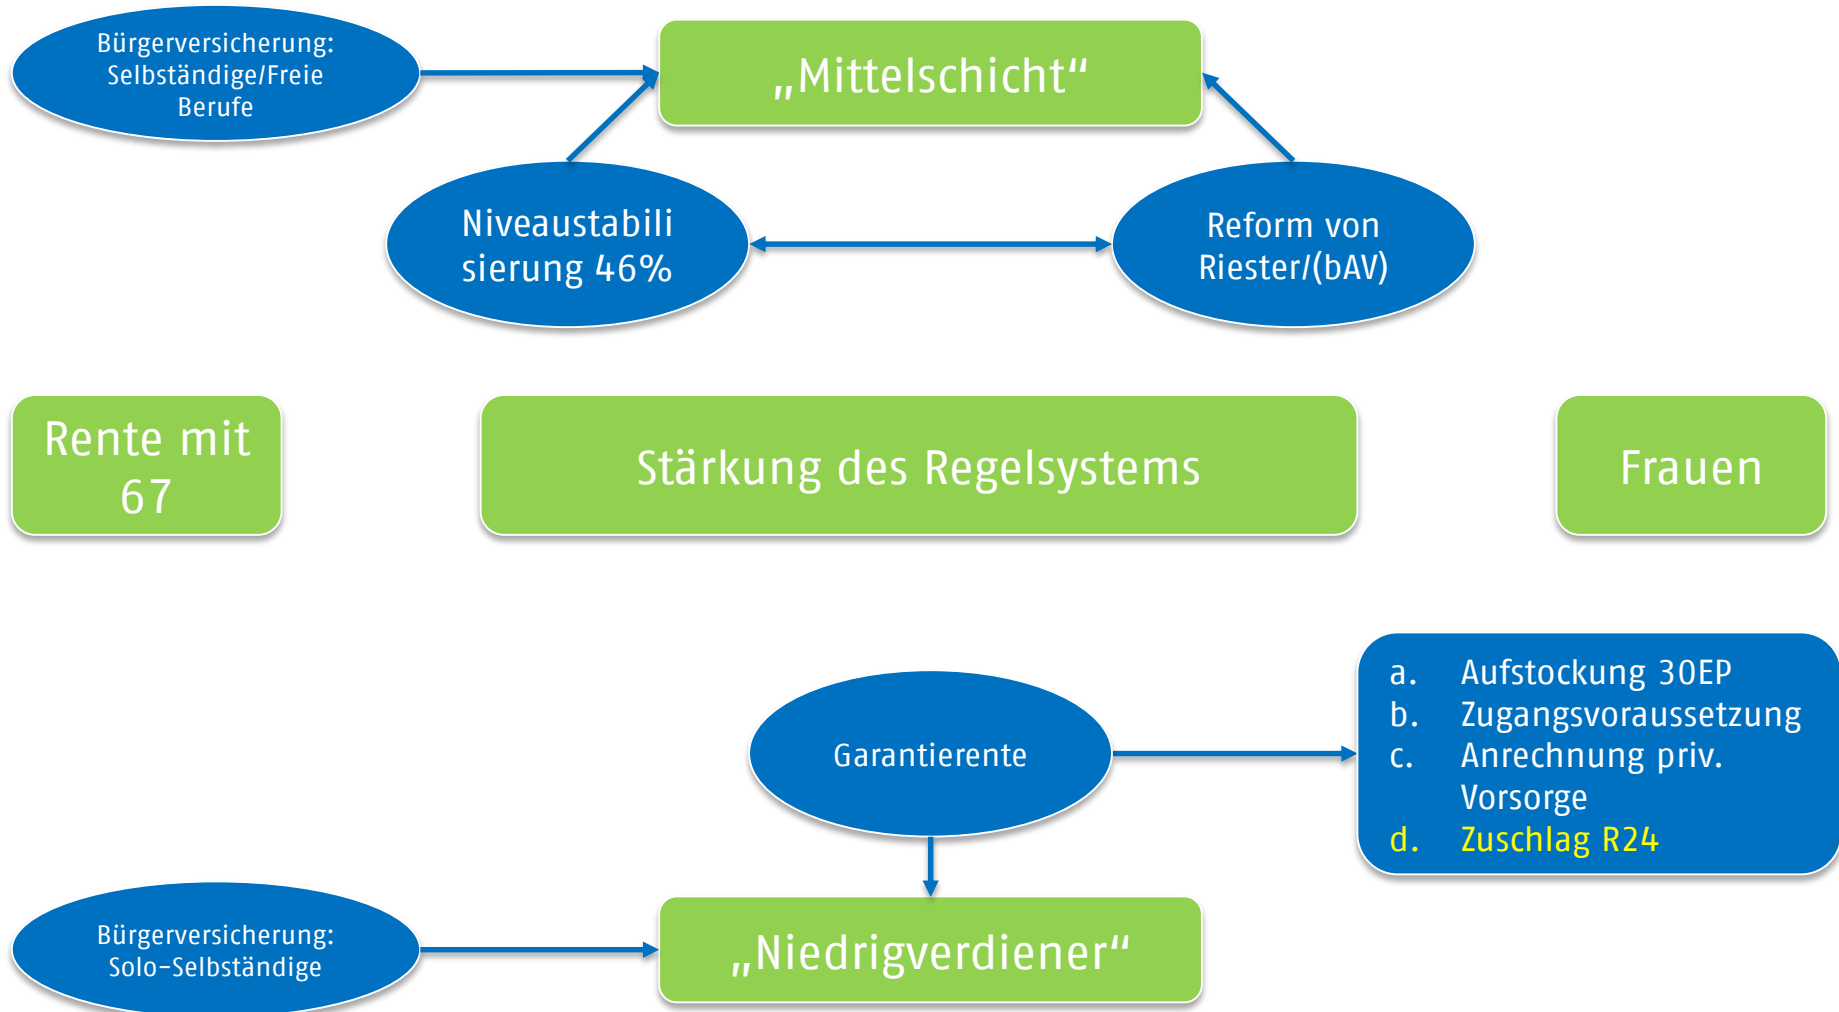 Bürgerversicherung:
Selbständige/Freie
Berufe
„Mittelschicht“
Niveaustabili
sierung 46%
Reform von
Riester/(bAV)
Rente mit
67
Stärkung des Regelsystems
Frauen
Garantierente
a. Aufstockung 30EP
b. Zugangsvoraussetzung
c. Anrechnung priv.
Vorsorge
d. Zuschlag R24
Bürgerversicherung:
Solo-Selbständige
„Niedrigverdiener“